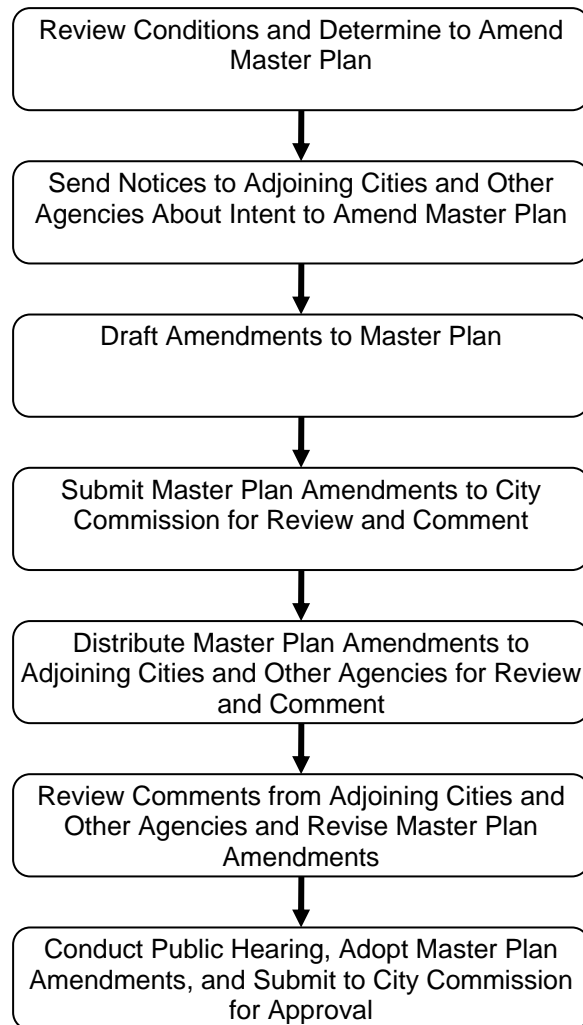 Review Conditions and Determine to Amend
Master Plan
Send Notices to Adjoining Cities and Other
Agencies About Intent to Amend Master Plan
Draft Amendments to Master Plan
Submit Master Plan Amendments to City
Commission for Review and Comment
Distribute Master Plan Amendments to
Adjoining Cities and Other Agencies for Review
and Comment
Review Comments from Adjoining Cities and
Other Agencies and Revise Master Plan
Amendments
Conduct Public Hearing, Adopt Master Plan
Amendments, and Submit to City Commission
for Approval